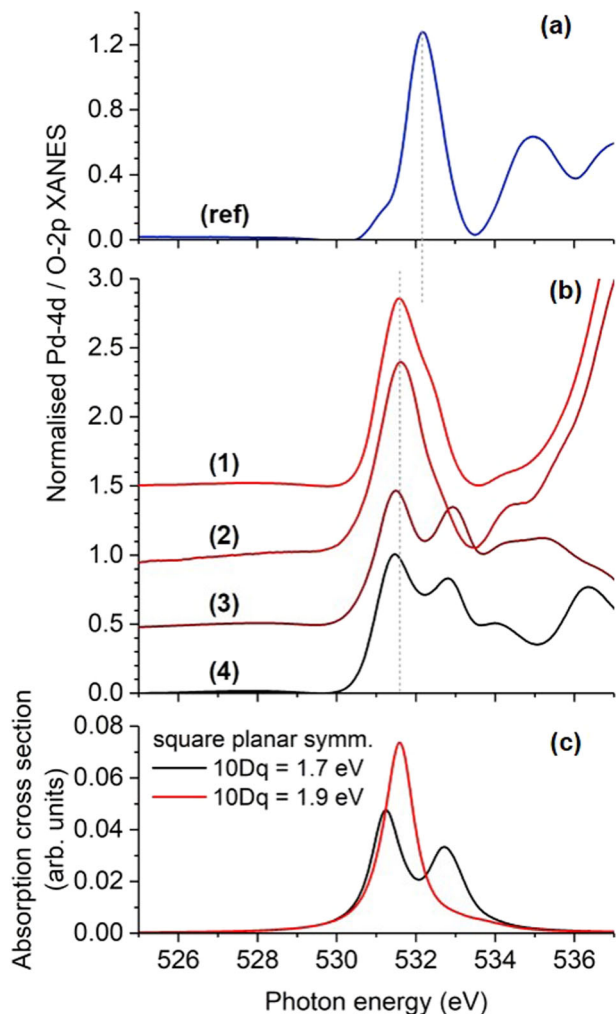 (a)
1.2
0.8
0.4
0.0
(ref)
Normalised Pd-4d / O-2p XANES
(b)
3.0
2.5
2.0
1.5
1.0
0.5
0.0
(1)
(2)
(3)
(4)
(c)
0.08
0.06
0.04
0.02
0.00
square planar symm.
10Dq = 1.7 eV
10Dq = 1.9 eV
Absorption cross section
(arb. units)
526 528 530 532 534 536
Photon energy (eV)